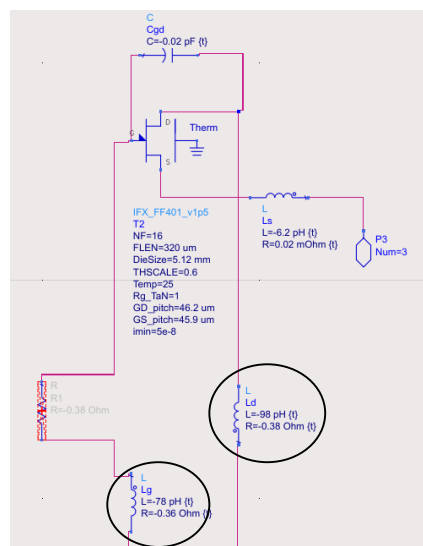 C
Cgd
C=-0.02 pF {t}
D
G
S
Therm
IFX_FF401_v1p5
T2
NF=16
FLEN=320 um
DieSize=5.12 mm
THSCALE=0.6
Temp=25
Rg_TaN=1
GD_pitch=46.2 um
GS_pitch=45.9 um
imin=5e-8
L
Ls
L=-6.2 pH {t}
R=0.02 mOhm {t}
P3
Num=3
R
R1
R=-0.38 Ohm
L
Ld
L=-98 pH {t}
R=-0.38 Ohm {t}
L
Lg
L=-78 pH {t}
R=-0.36 Ohm {t}